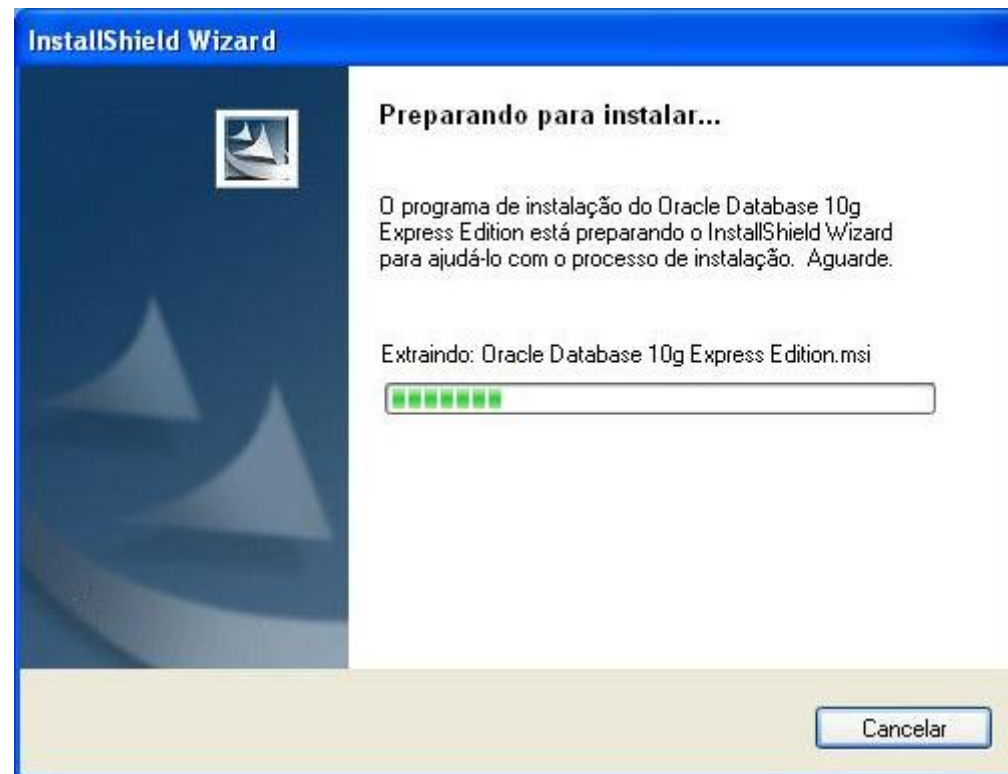 InstallShield Wizard
Preparando para instalar...
O programa de instalação do Oracle Database 10g
Express Edition está preparando o InstallShield Wizard
para ajudá-lo com o processo de instalação.  Aguarde.
Extraindo: Oracle Database 10g Express Edition.msi
Cancelar